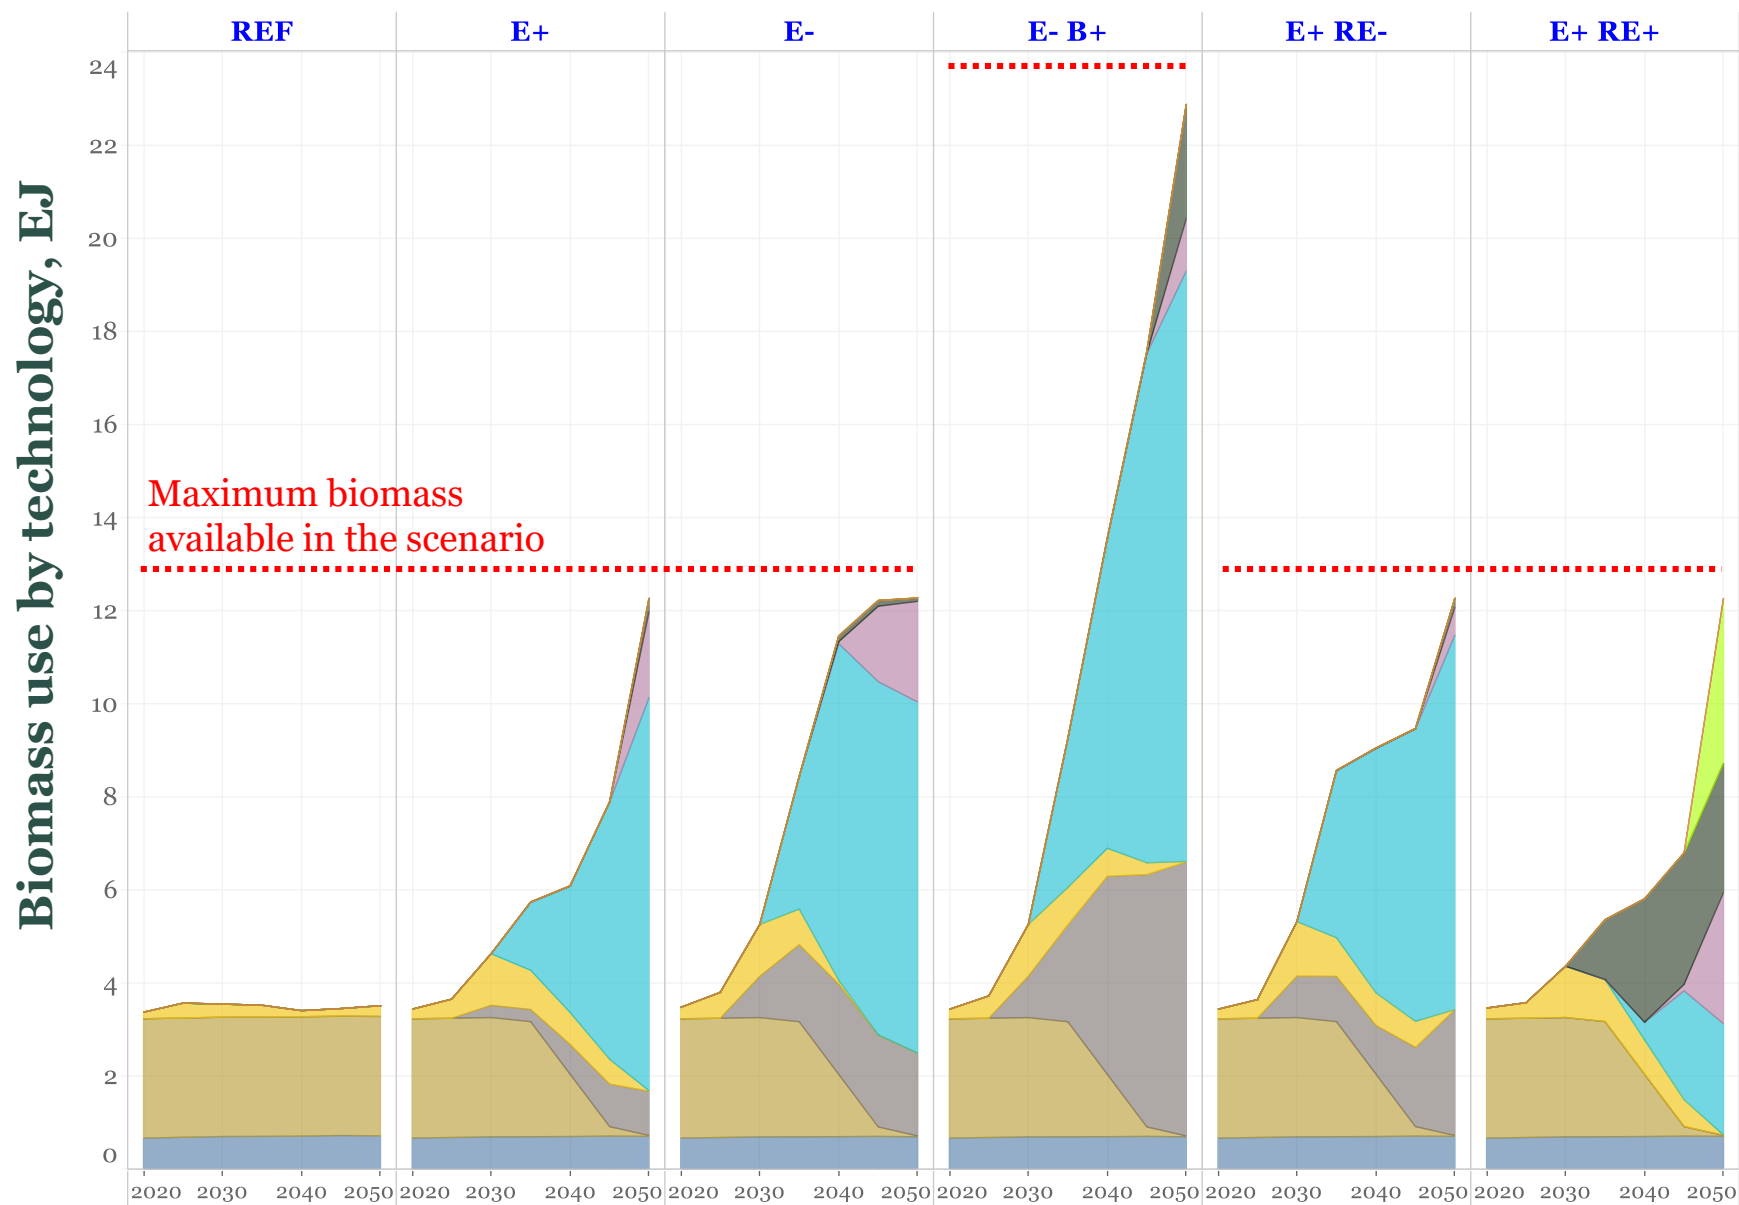 REF E+ E- E- B+ E+ RE- E+ RE+
Biomass use by technology, EJ
24
22
20
18
16
14
12
10
8
6
4
2
0
Maximum biomass
available in the scenario
2020 2030 2040 2050 2020 2030 2040 2050 2020 2030 2040 2050 2020 2030 2040 2050 2020 2030 2040 2050 2020 2030 2040 2050